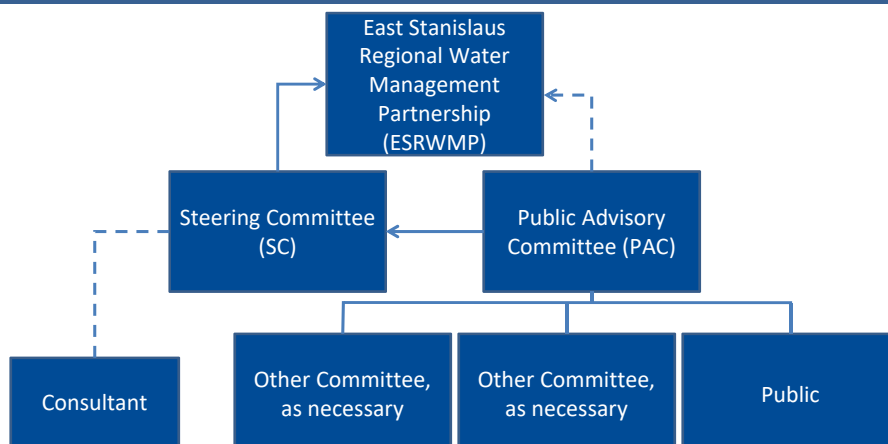 East Stanislaus
Regional Water
Management
Partnership
(ESRWMP)
Steering Committee
(SC)
Public Advisory
Committee (PAC)
Consultant
Other Committee,
as necessary
Other Committee,
as necessary
Public